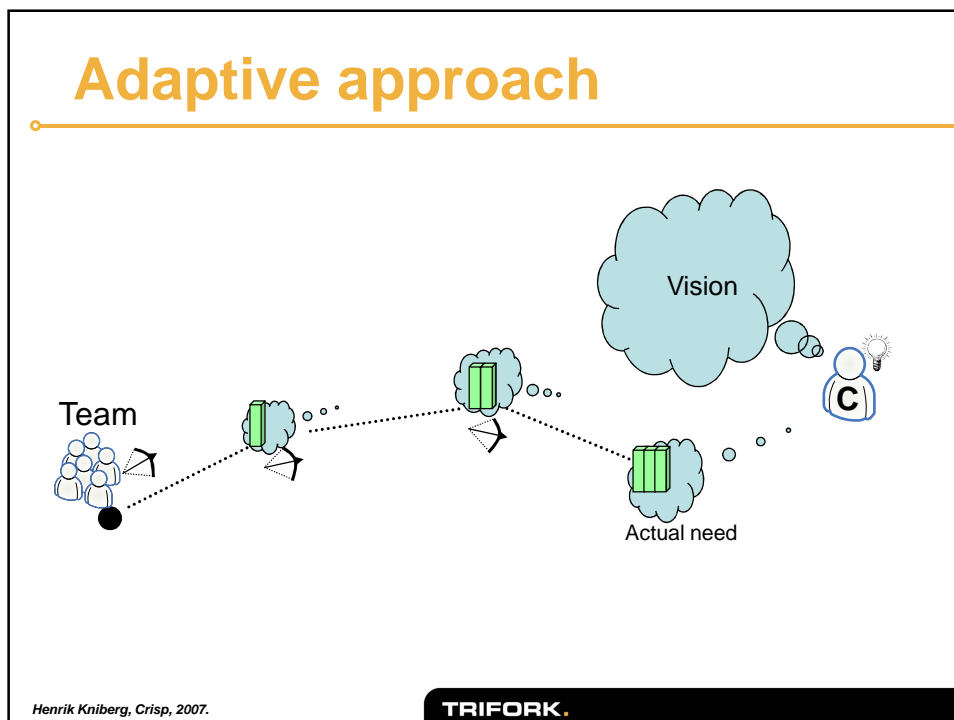 Adaptive approach
Vision
C
Team
Actual need
Henrik Kniberg, Crisp, 2007.
TRIFORK.